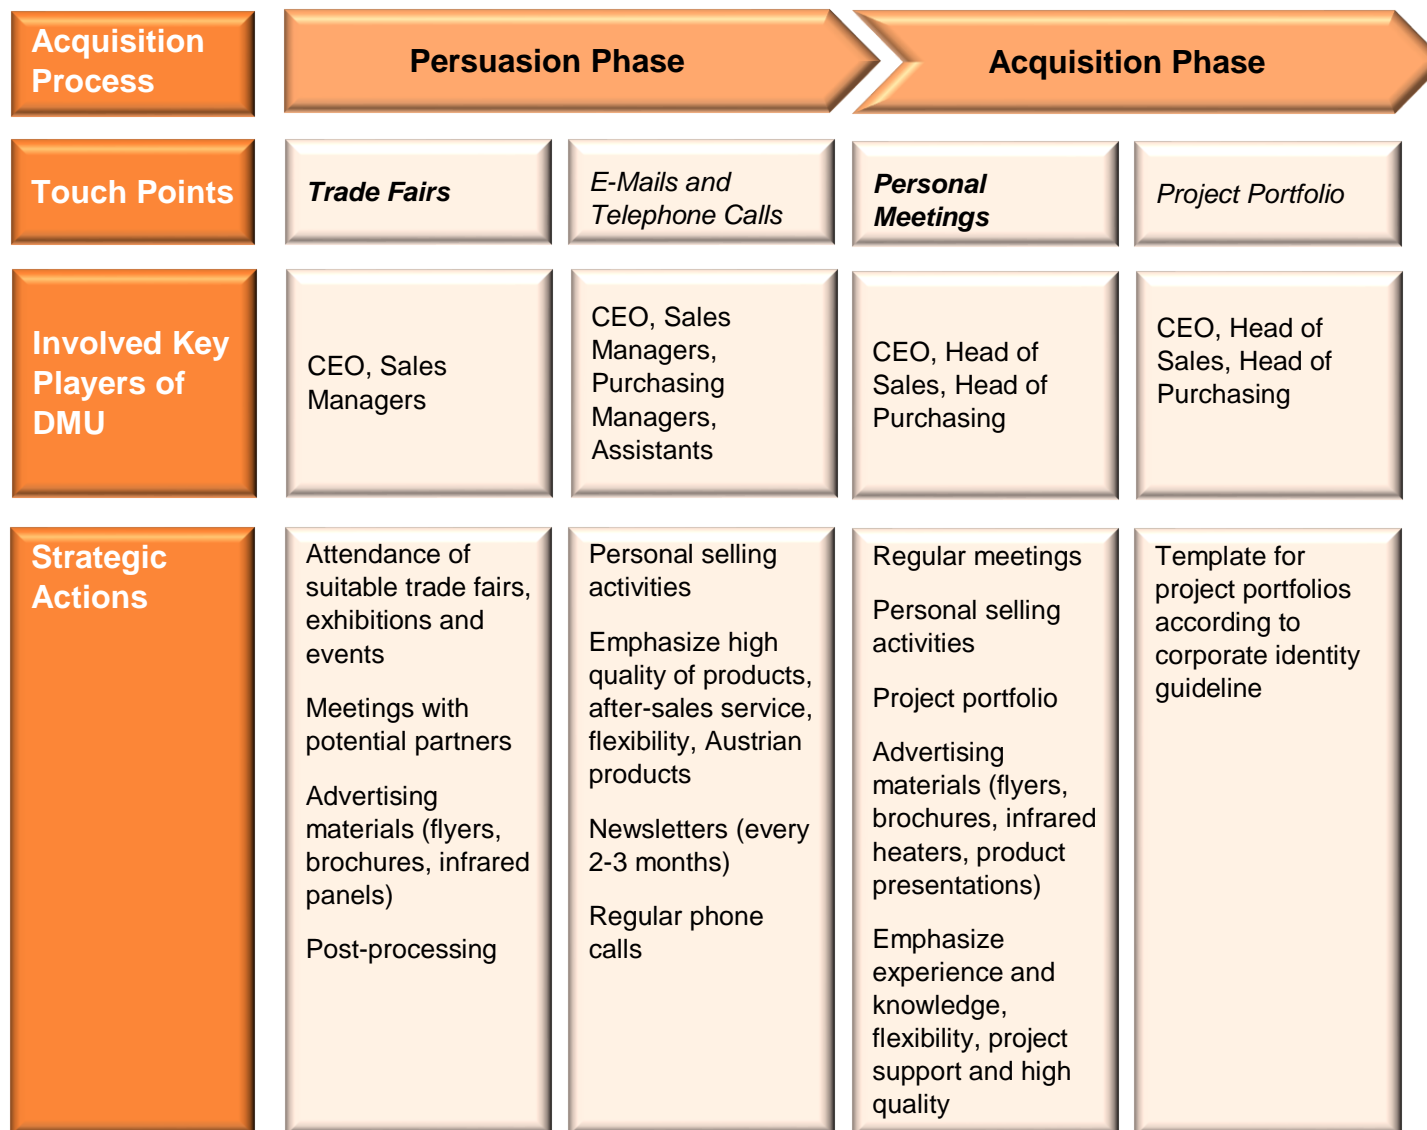 Acquisition
Process
Persuasion Phase
Acquisition Phase
Touch Points
Trade Fairs
E-Mails and
Telephone Calls
Personal
Meetings
Project Portfolio
Involved Key
Players of
DMU
CEO, Sales
Managers
CEO, Sales
Managers,
Purchasing
Managers,
Assistants
CEO, Head of
Sales, Head of
Purchasing
CEO, Head of
Sales, Head of
Purchasing
Strategic
Actions
Attendance of
suitable trade fairs,
exhibitions and
events
Meetings with
potential partners
Advertising
materials (flyers,
brochures, infrared
panels)
Post-processing
Personal selling
activities
Emphasize high
quality of products,
after-sales service,
flexibility, Austrian
products
Newsletters (every
2-3 months)
Regular phone
calls
Regular meetings
Personal selling
activities
Project portfolio
Advertising
materials (flyers,
brochures, infrared
heaters, product
presentations)
Emphasize
experience and
knowledge,
flexibility, project
support and high
quality
Template for
project portfolios
according to
corporate identity
guideline